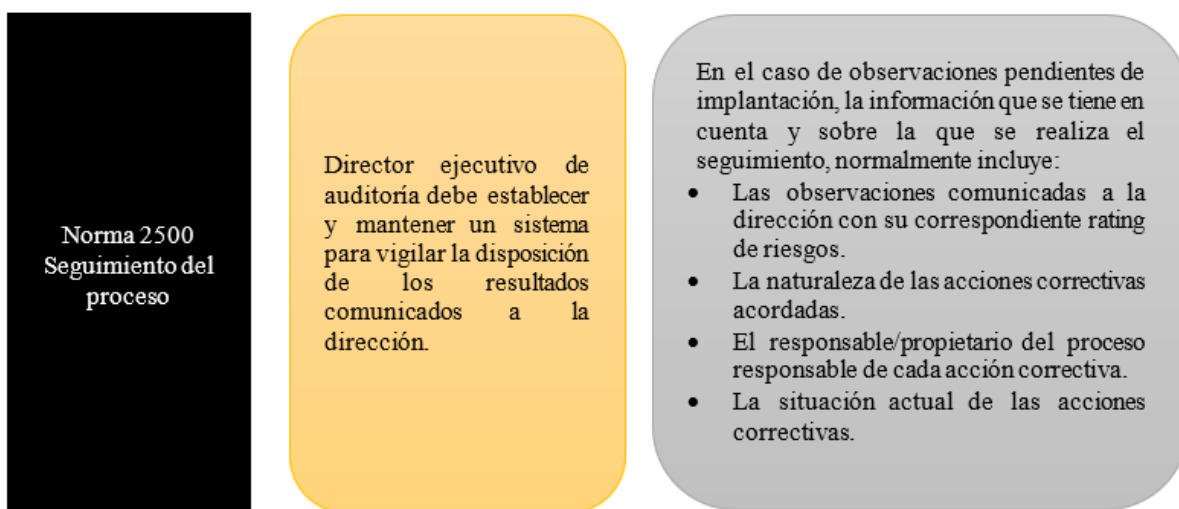 Norma 2500
Seguimiento del
proceso
Director ejecutivo de
auditoría debe establecer
y mantener un sistema
para vigilar la disposición
de los resultados
comunicados a la
dirección.
En el caso de observaciones pendientes de
implantación, la información que se tiene en
cuenta y sobre la que se realiza el
seguimiento, normalmente incluye:
• Las observaciones comunicadas a la
dirección con su correspondiente rating
de riesgos.
• La naturaleza de las acciones correctivas
acordadas.
• El responsable/propietario del proceso
responsable de cada acción correctiva.
• La situación actual de las acciones
correctivas.